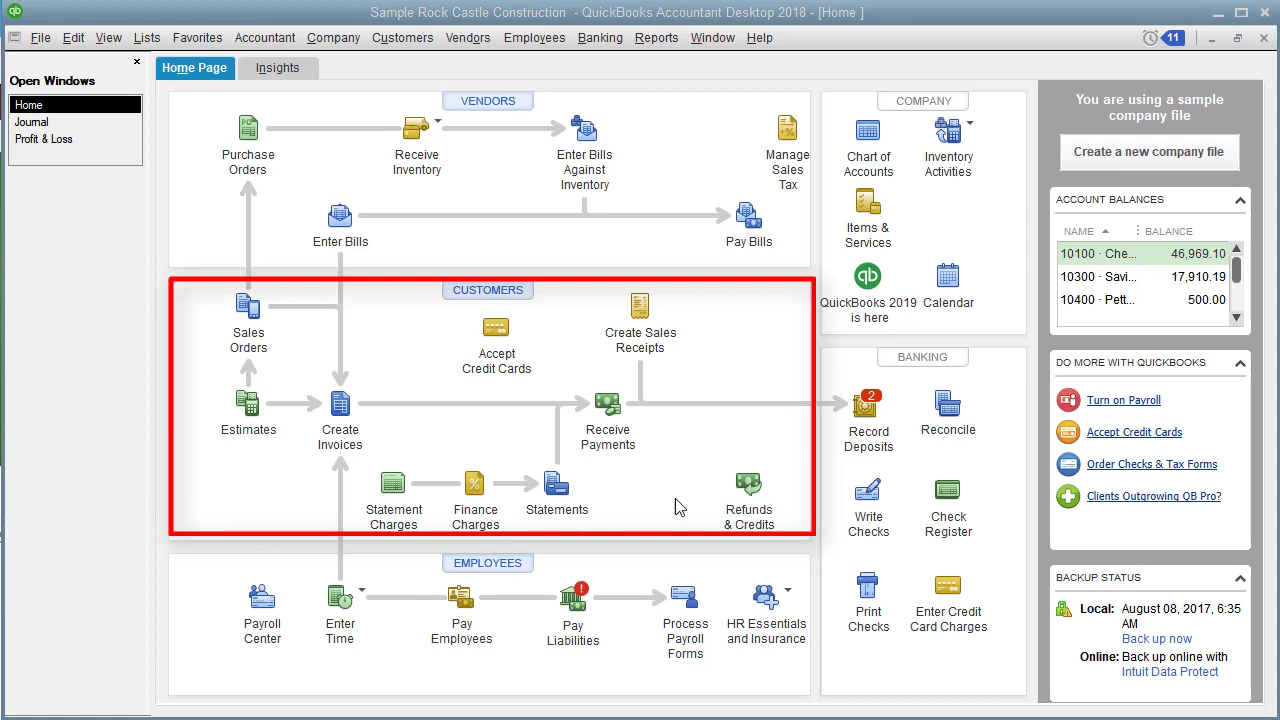 qb
Sample Rock Castle Construction - QuickBooks Accountant Desktop 2018 - [Home ]
File Edit View Lists Favorites Accountant Company Customers Vendors Employees Banking Reports Window Help
11
Open Windows
Home
Journal
Profit & Loss
Home Page
Insights
VENDORS
Purchase
Orders
Receive
Inventory
Enter Bills
Against
Inventory
Manage
Sales
Tax
Enter Bills
Pay Bills
CUSTOMERS
Sales
Orders
Accept
Credit Cards
Create Sales
Receipts
Estimates
Create
Invoices
Receive
Payments
Statement
Charges
Finance
Charges
Statements
Refunds
& Credits
EMPLOYEES
Payroll
Center
Enter
Time
Pay
Employees
Pay
Liabilities
Process
Payroll
Forms
HR Essentials
and Insurance
COMPANY
Chart of
Accounts
Inventory
Activities
Items &
Services
qb
QuickBooks 2019
is here
Calendar
BANKING
2
Record
Deposits
Reconcile
Write
Checks
Check
Register
Print
Checks
Enter Credit
Card Charges
You are using a sample
company file
Create a new company file
ACCOUNT BALANCES
NAME BALANCE
10100 · Che... 46,969.10
10300 · Savi... 17,910.19
10400 · Pett... 500.00
DO MORE WITH QUICKBOOKS
Turn on Payroll
Accept Credit Cards
Order Checks & Tax Forms
Clients Outgrowing QB Pro?
BACKUP STATUS
Local: August 08, 2017, 6:35
AM
Back up now
Online: Back up online with
Intuit Data Protect